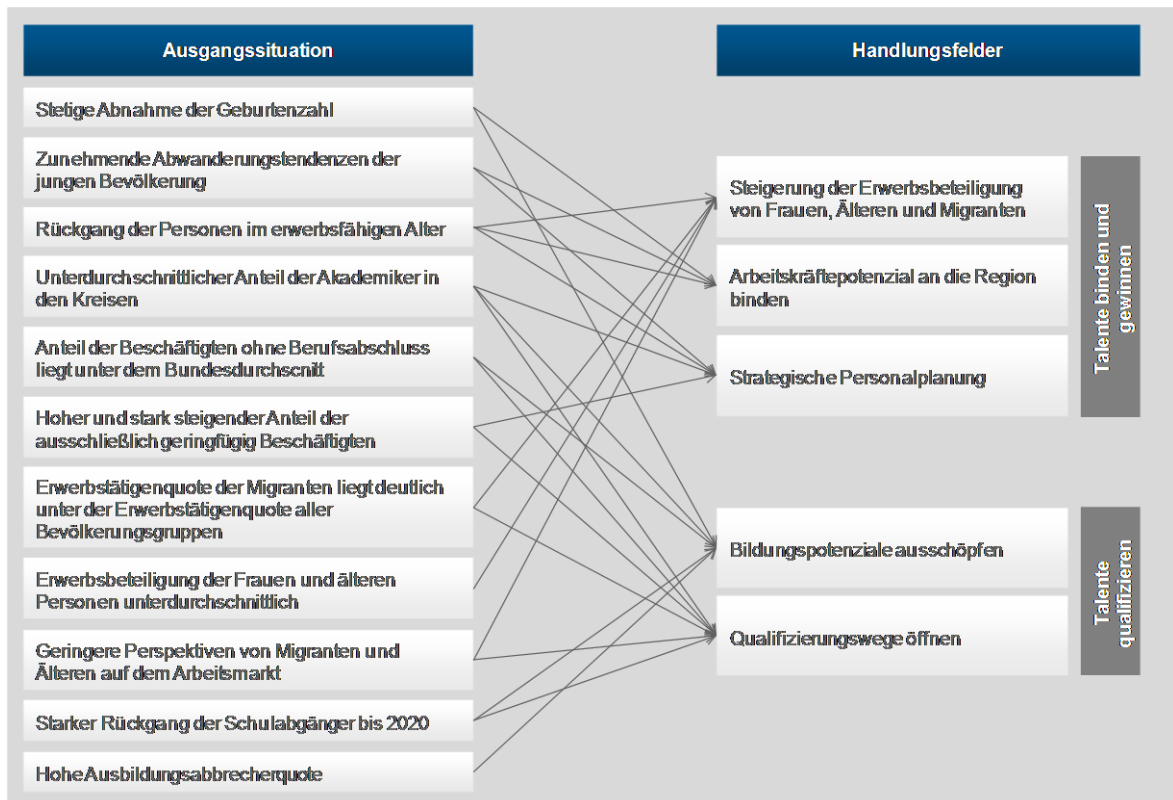 Ausgangssituation
Stetige Abnahme der Geburtenzahl
Zunehmende Abwanderungstendenzen der
jungen Bevölkerung
Rückgang der Personen im erwerbsfähigen Alter
Unterdurchschnittlicher Anteil der Akademiker in
den Kreisen
Anteil der Beschäftigten ohne Berufsabschluss
liegt unter dem Bundesdurchscnitt
Hoher und stark steigender Anteil der
ausschließlich geringfügig Beschäftigten
Erwerbstätigenquote der Migranten liegt deutlich
unter der Erwerbstätigenquote aller
Bevölkerungsgruppen
Erwerbsbeteiligung der Frauen und älteren
Personen unterdurchschnittlich
Geringere Perspektiven von Migranten und
Älteren auf dem Arbeitsmarkt
Starker Rückgang der Schulabgänger bis 2020
Hohe Ausbildungsabbrecherquote
Handlungsfelder
Steigerung der Erwerbsbeteiligung
von Frauen, Älteren und Migranten
Arbeitskräftepotenzial an die Region
binden
Strategische Personalplanung
Talente binden und
gewinnen
Bildungspotenziale ausschöpfen
Qualifizierungswege öffnen
Talente
qualifizieren